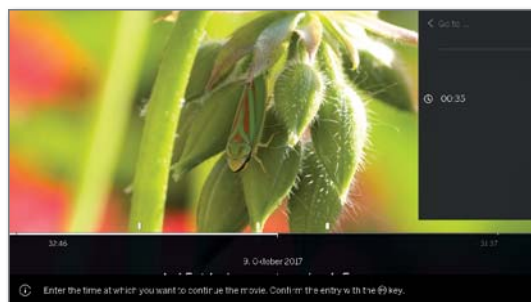 Go to ...
00:35
32:46
31:37
9. Oktober 2017
Enter the time at which you want to continue the movie. Confirm the entry with the key.